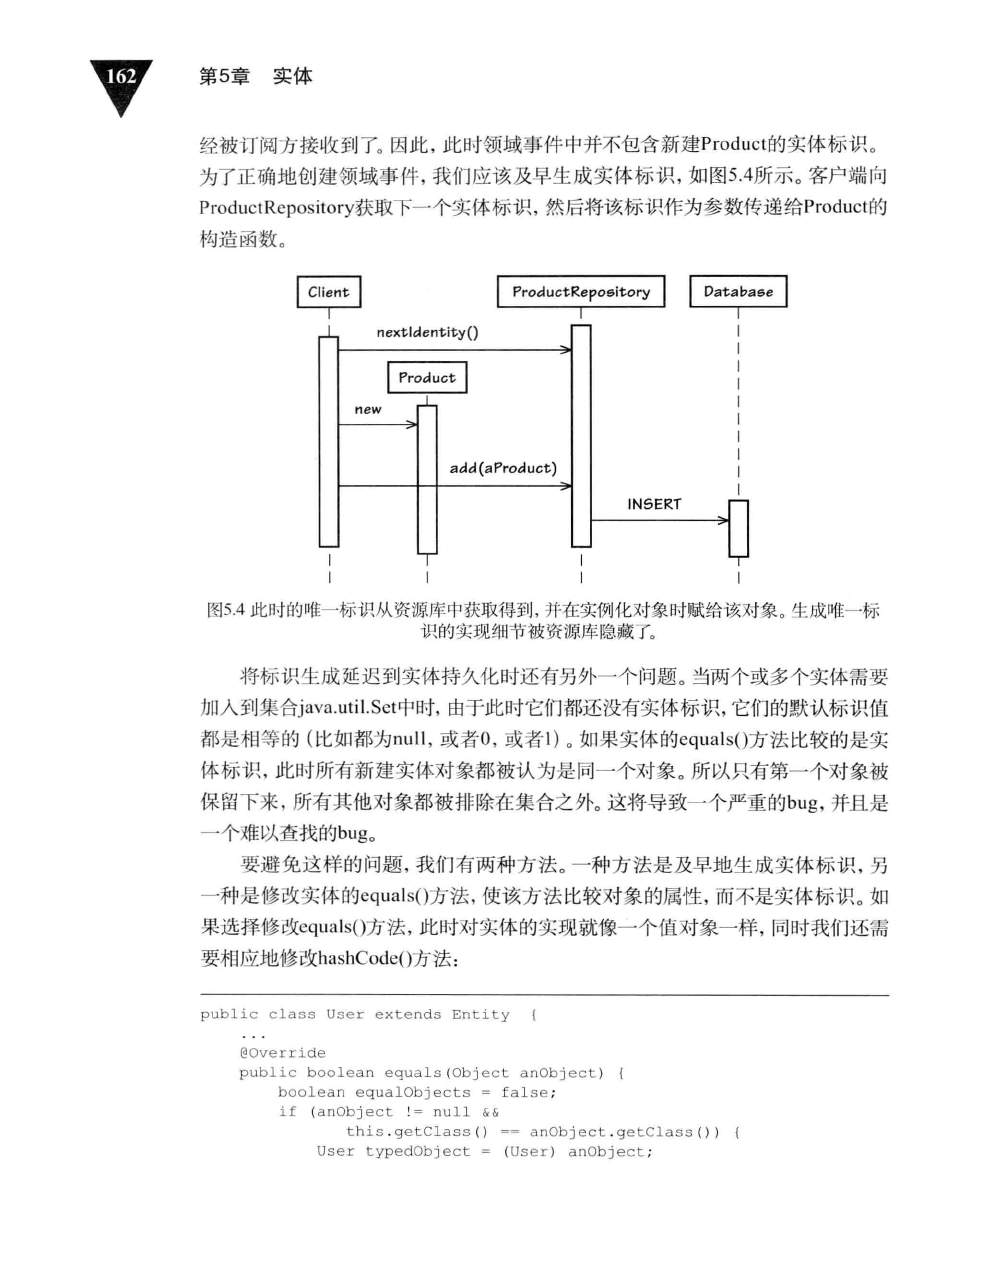 162
第5章 实体
经被订阅方接收到了。因此，此时领域事件中并不包含新建Product的实体标识。
为了正确地创建领域事件，我们应该及早生成实体标识，如图5.4所示。客户端向
ProductRepository获取下一个实体标识，然后将该标识作为参数传递给Product的
构造函数。
Client
ProductRepository
Database
nextIdentity()
Product
new
add(aProduct)
INSERT
图5.4 此时的唯一标识从资源库中获取得到，并在实例化对象时赋给该对象。生成唯一标
识的实现细节被资源库隐藏了。
将标识生成延迟到实体持久化时还有另外一个问题。当两个或多个实体需要
加入到集合java.util.Set中时，由于此时它们都还没有实体标识，它们的默认标识值
都是相等的（比如都为null，或者0，或者1）。如果实体的equals()方法比较的是实
体标识，此时所有新建实体对象都被认为是同一个对象。所以只有第一个对象被
保留下来，所有其他对象都被排除在集合之外。这将导致一个严重的bug，并且是
一个难以查找的bug。
要避免这样的问题，我们有两种方法。一种方法是及早地生成实体标识，另
一种是修改实体的equals()方法，使该方法比较对象的属性，而不是实体标识。如
果选择修改equals()方法，此时对实体的实现就像一个值对象一样，同时我们还需
要相应地修改hashCode()方法：
public class User extends Entity {
...
@Override
public boolean equals(Object anObject) {
boolean equalObjects = false;
if (anObject != null &&
this.getClass() == anObject.getClass()) {
User typedObject = (User) anObject;